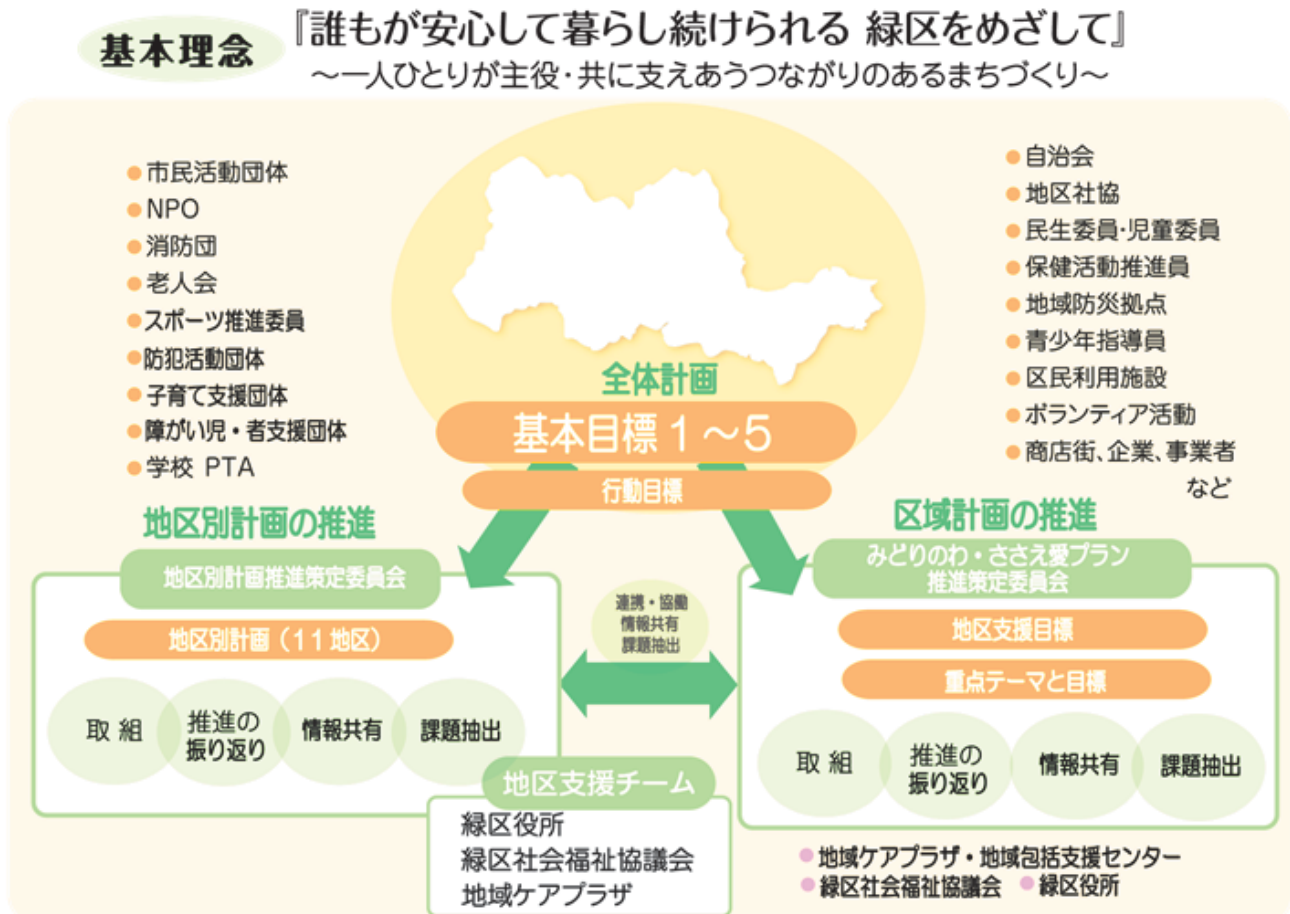 基本理念
『誰もが安心して暮らし続けられる 緑区をめざして』
～一人ひとりが主役・共に支えあうつながりのあるまちづくり～
●市民活動団体
●NPO
●消防団
●老人会
●スポーツ推進委員
●防犯活動団体
●子育て支援団体
●障がい児・者支援団体
●学校 PTA
●自治会
●地区社協
●民生委員・児童委員
●保健活動推進員
●地域防災拠点
●青少年指導員
●区民利用施設
●ボランティア活動
●商店街、企業、事業者
など
全体計画
基本目標１～５
行動目標
地区別計画の推進
地区別計画推進策定委員会
地区別計画（11地区）
取組
推進の
振り返り
情報共有
課題抽出
連携・協働
情報共有
課題抽出
区域計画の推進
みどりのわ・ささえ愛プラン
推進策定委員会
地区支援目標
重点テーマと目標
取組
推進の
振り返り
情報共有
課題抽出
地区支援チーム
緑区役所
緑区社会福祉協議会
地域ケアプラザ
●地域ケアプラザ・地域包括支援センター
●緑区社会福祉協議会 ●緑区役所